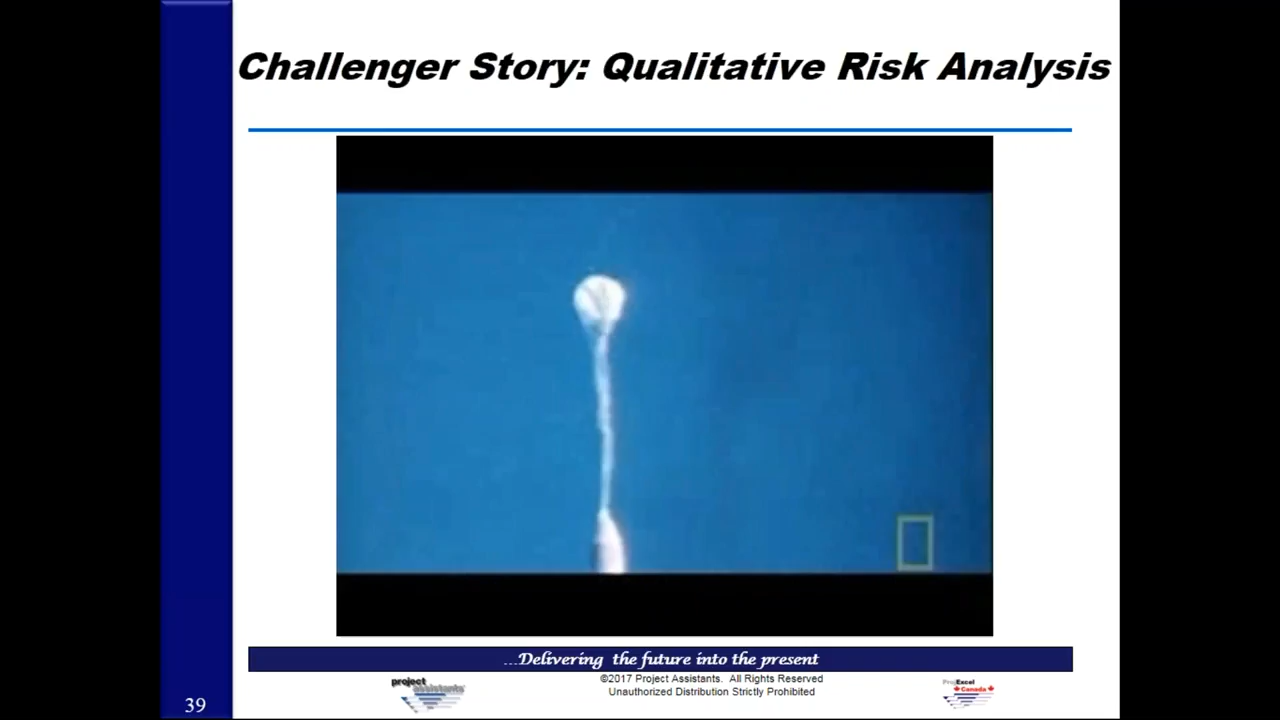 Challenger Story: Qualitative Risk Analysis
...Delivering the future into the present
©2017 Project Assistants. All Rights Reserved
Unauthorized Distribution Strictly Prohibited
project
assistants
ProjExcel
Canada
39